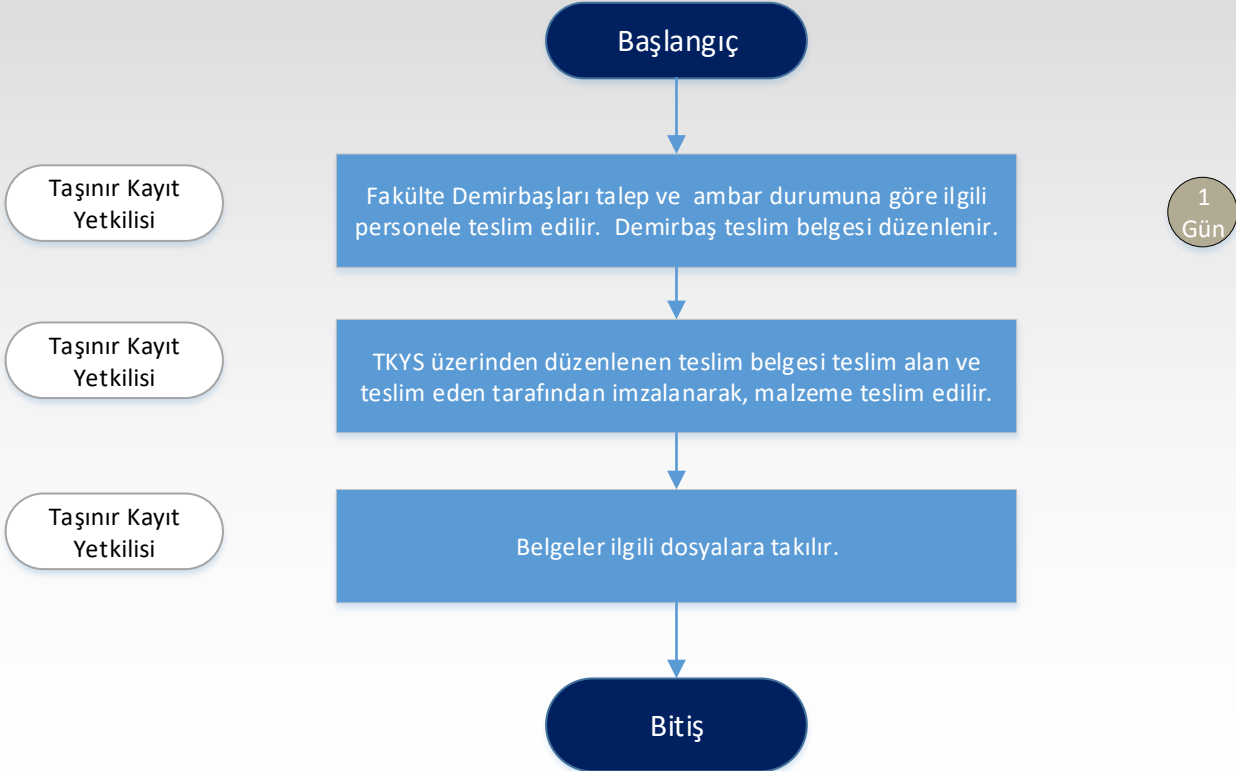 Başlangıç
Taşınır Kayıt
Yetkilisi
Fakülte Demirbaşları talep ve ambar durumuna göre ilgili
personele teslim edilir. Demirbaş teslim belgesi düzenlenir.
1
Gün
Taşınır Kayıt
Yetkilisi
TKYS üzerinden düzenlenen teslim belgesi teslim alan ve
teslim eden tarafından imzalanarak, malzeme teslim edilir.
Taşınır Kayıt
Yetkilisi
Belgeler ilgili dosyalara takılır.
Bitiş